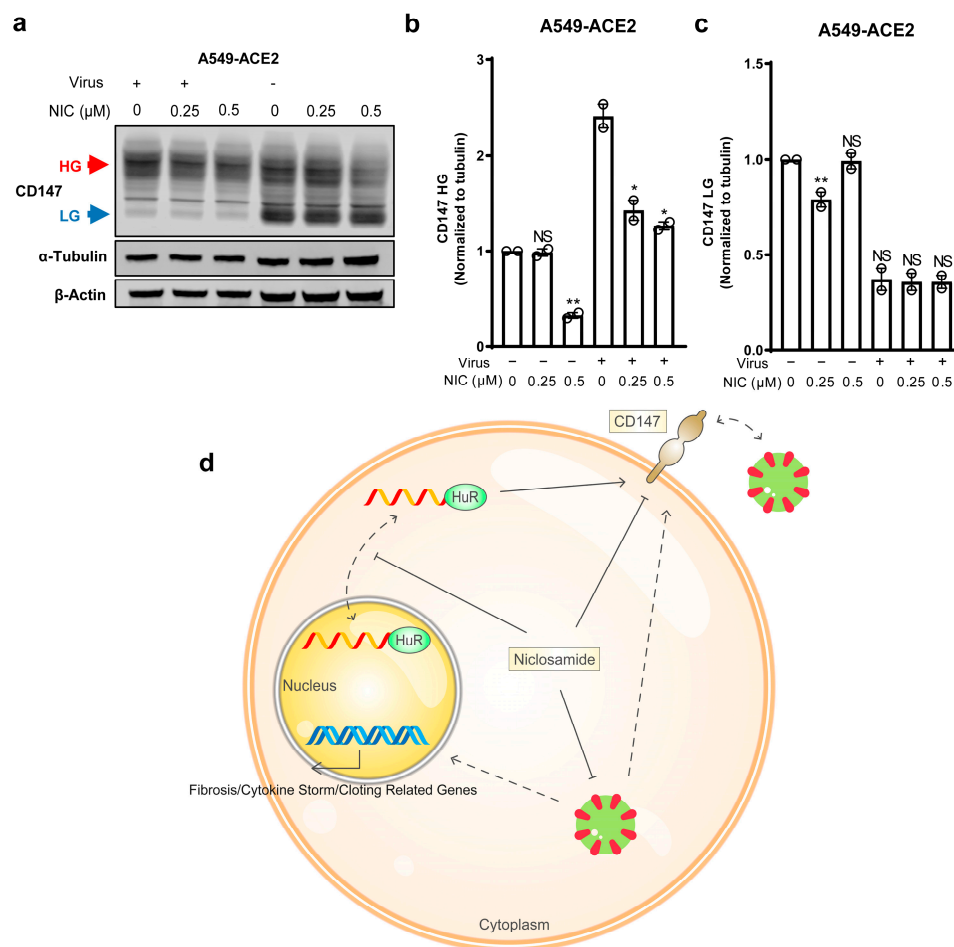 a
A549-ACE2
Virus + + -
NIC (µM) 0 0.25 0.5 0 0.25 0.5
HG
CD147
LG
α-Tubulin
β-Actin
b
A549-ACE2
CD147 HG
(Normalized to tubulin)
3
2
1
0
NS
**
*
*
Virus – – – + + +
NIC (µM) 0 0.25 0.5 0 0.25 0.5
c
A549-ACE2
CD147 LG
(Normalized to tubulin)
1.5
1.0
0.5
0.0
**
NS
NS NS NS
Virus – – – + + +
NIC (µM) 0 0.25 0.5 0 0.25 0.5
d
CD147
HuR
HuR
Nucleus
Niclosamide
Fibrosis/Cytokine Storm/Cloting Related Genes
Cytoplasm